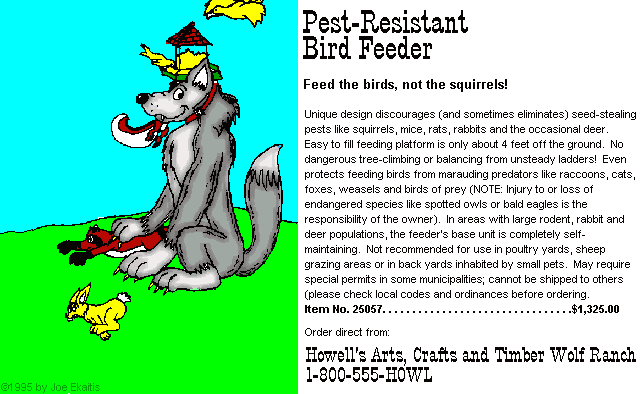 Pest-Resistant
Bird Feeder
Feed the birds, not the squirrels!
Unique design discourages (and sometimes eliminates) seed-stealing
pests like squirrels, mice, rats, rabbits and the occasional deer.
Easy to fill feeding platform is only about 4 feet off the ground.  No
dangerous tree-climbing or balancing from unsteady ladders!  Even
protects feeding birds from marauding predators like raccoons, cats,
foxes, weasels and birds of prey (NOTE: Injury to or loss of
endangered species like spotted owls or bald eagles is the
responsibility of the owner).  In areas with large rodent, rabbit and
deer populations, the feeder's base unit is completely self-
maintaining.  Not recommended for use in poultry yards, sheep
grazing areas or in back yards inhabited by small pets.  May require
special permits in some municipalities; cannot be shipped to others
(please check local codes and ordinances before ordering.
Item No. 25057. . . . . . . . . . . . . . . . . . . . . . . . . . . . . . . .$1,325.00
Order direct from:
Howell's Arts, Crafts and Timber Wolf Ranch
1-800-555-HOWL
©1995 by Joe Ekaitis